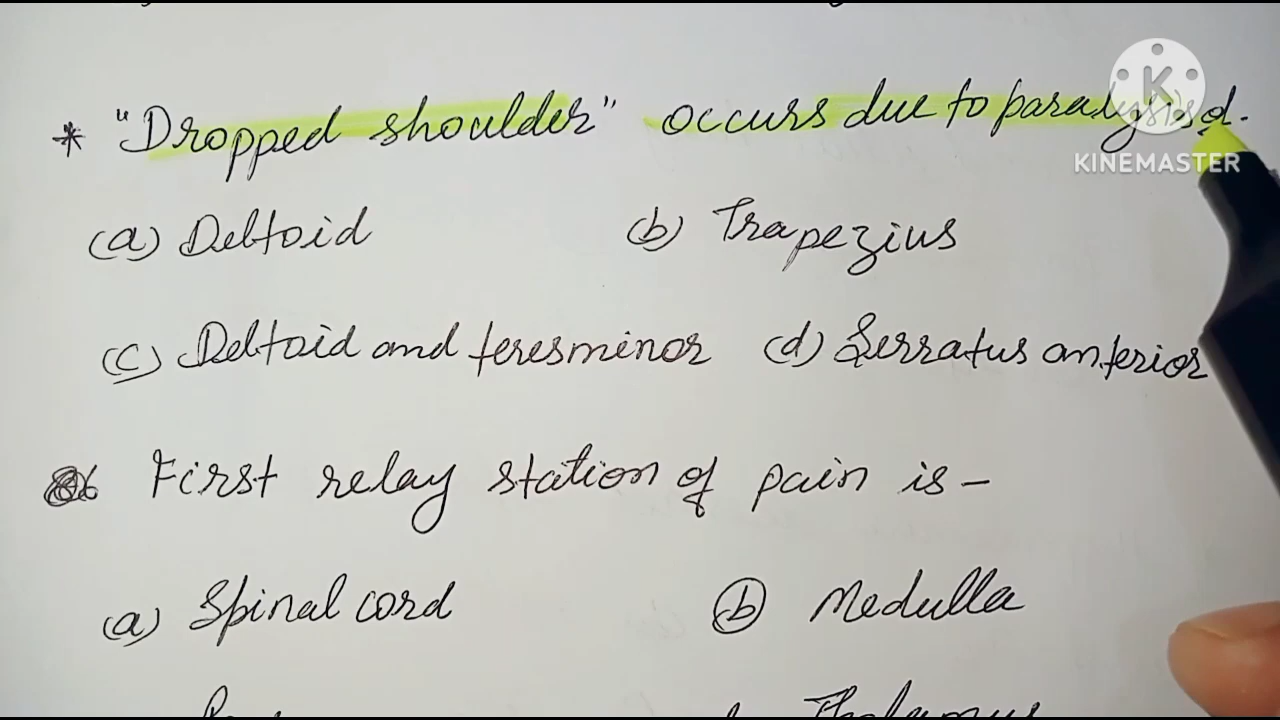 * "Dropped shoulder" occurs due to paralysis of.
(a) Deltoid (b) Trapezius
(c) Deltoid and teresminor (d) Serratus anterior
First relay station of pain is -
(a) Spinal cord (b) Medulla
Thalamus
K
KINEMASTER